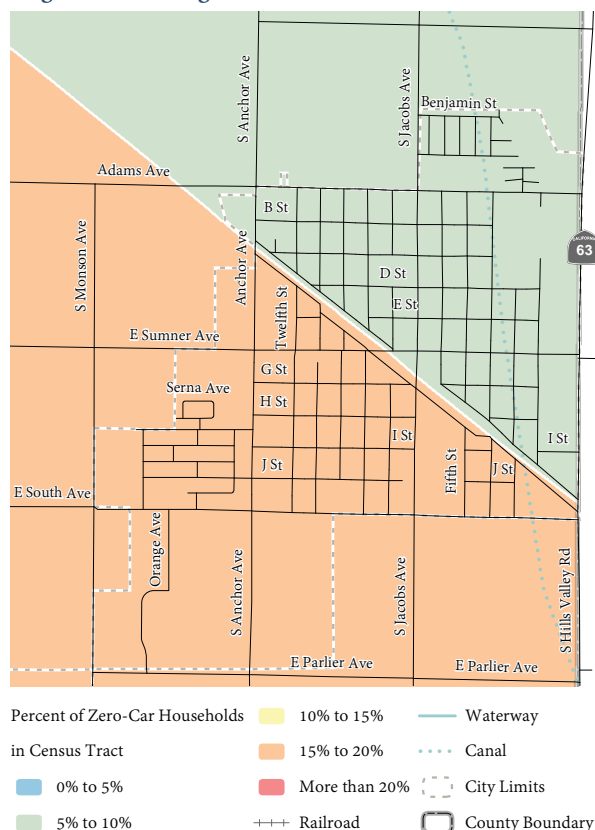 S Anchor Ave
S Jacobs Ave
Benjamin St
Adams Ave
B St
S Monson Ave
Anchor Ave
CALIFORNIA
63
D St
Twelfth St
E St
E Sumner Ave
G St
Serna Ave
H St
I St
I St
J St
Fifth St
J St
E South Ave
Orange Ave
S Anchor Ave
S Jacobs Ave
S Hills Valley Rd
E Parlier Ave
E Parlier Ave
Percent of Zero-Car Households
in Census Tract
0% to 5%
5% to 10%
10% to 15%
15% to 20%
More than 20%
Railroad
Waterway
Canal
City Limits
County Boundary